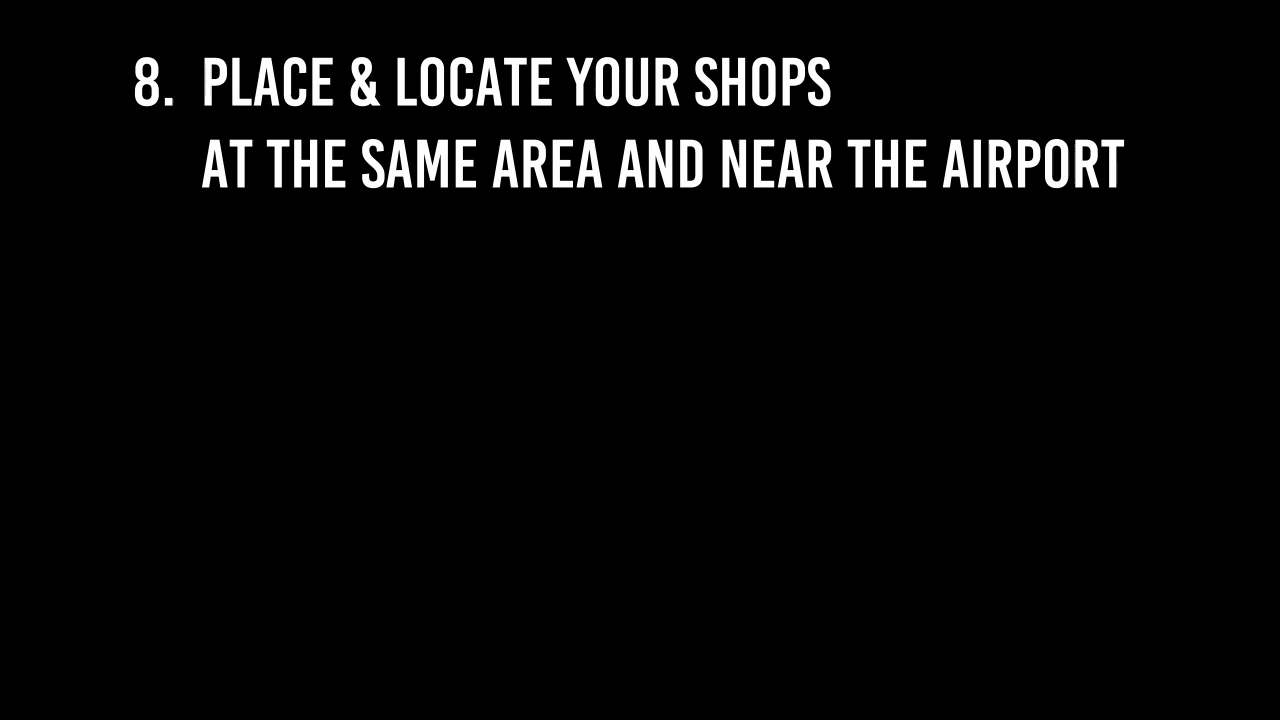 8. PLACE & LOCATE YOUR SHOPS
AT THE SAME AREA AND NEAR THE AIRPORT